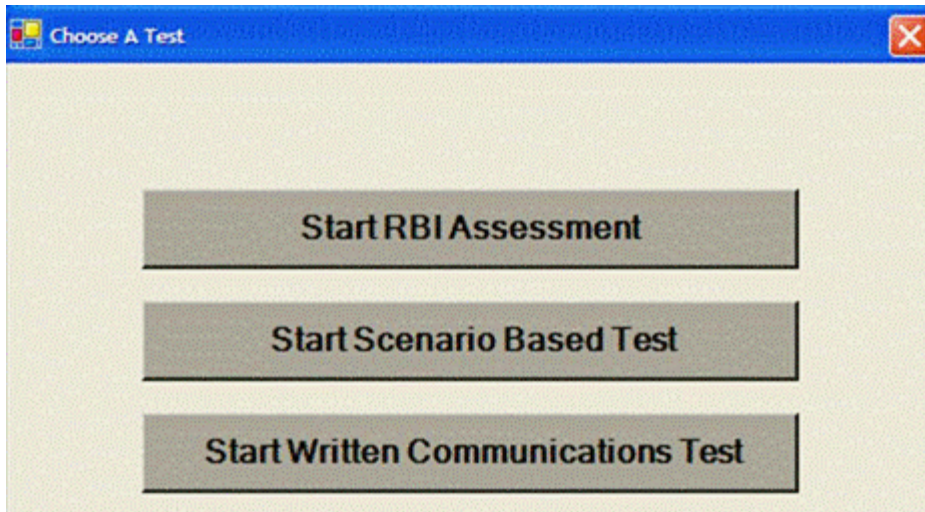 Choose A Test
Start RBI Assessment
Start Scenario Based Test
Start Written Communications Test